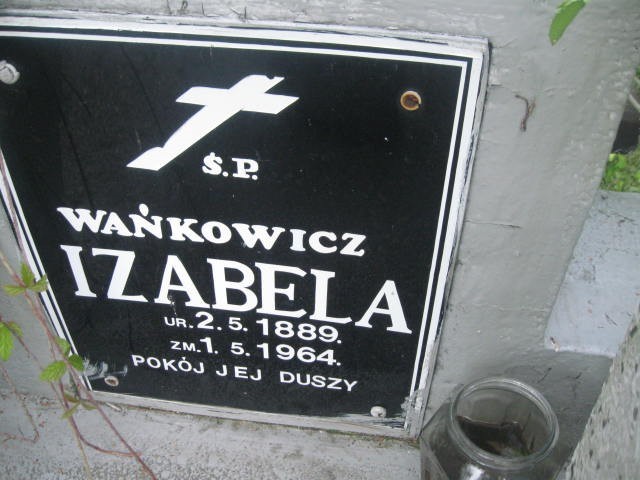 Ś.P.
WAŃKOWICZ
IZABELA
UR.2.5.1889.
ZM.1.5.1964.
POKÓJ JEJ DUSZY